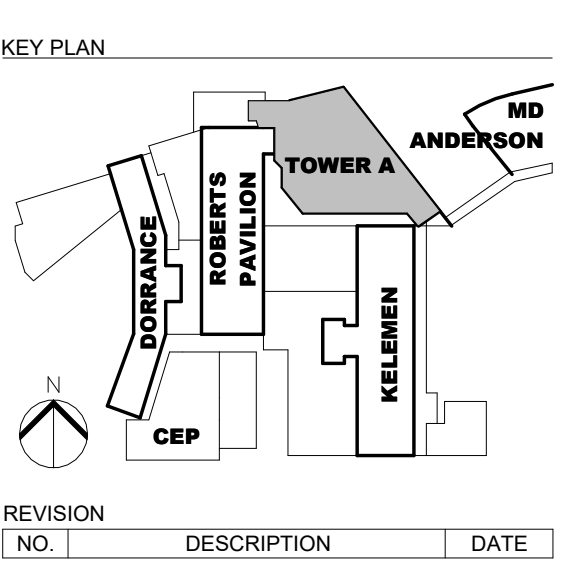 KEY PLAN
MD
ANDERSON
TOWER A
ROBERTS
PAVILION
DORRANCE
KELEMEN
N
CEP
REVISION
NO. DESCRIPTION DATE